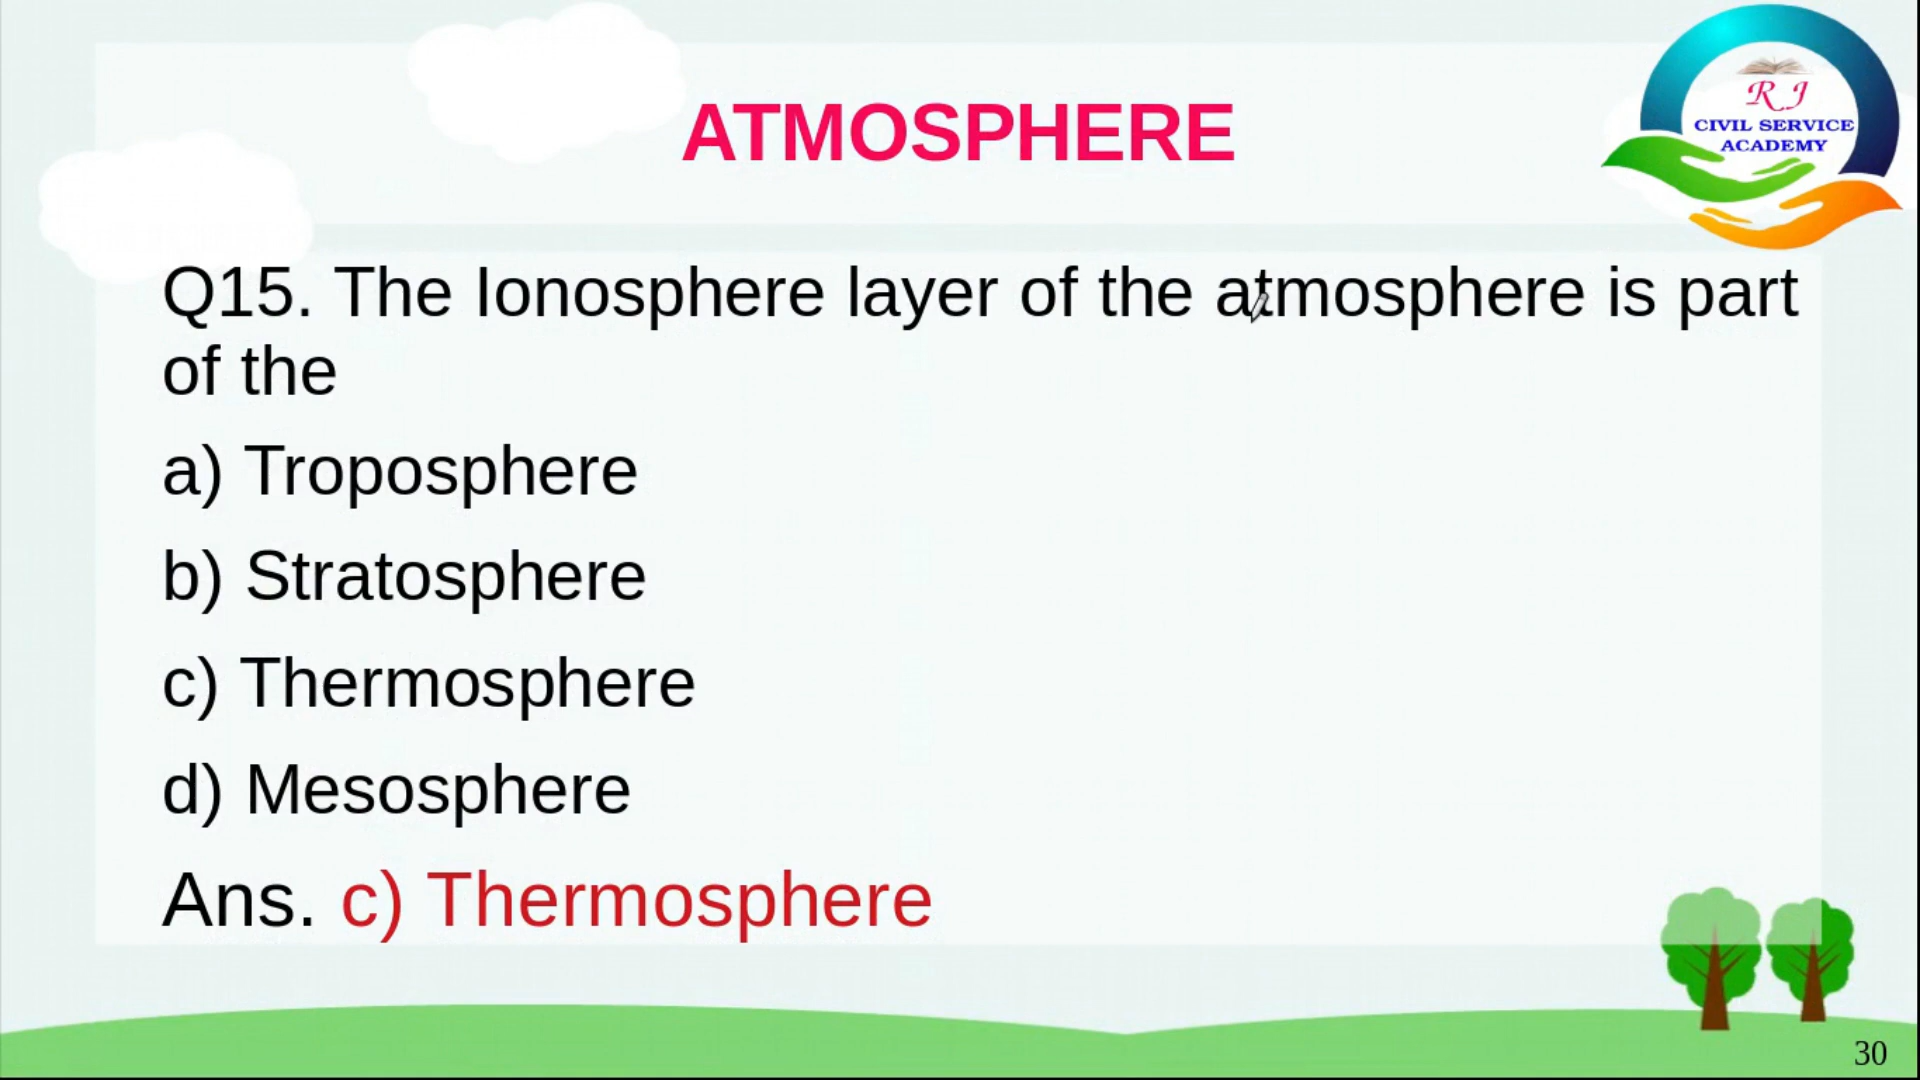 R J
CIVIL SERVICE
ACADEMY
ATMOSPHERE
Q15. The Ionosphere layer of the atmosphere is part
of the
a) Troposphere
b) Stratosphere
c) Thermosphere
d) Mesosphere
Ans. c) Thermosphere
30